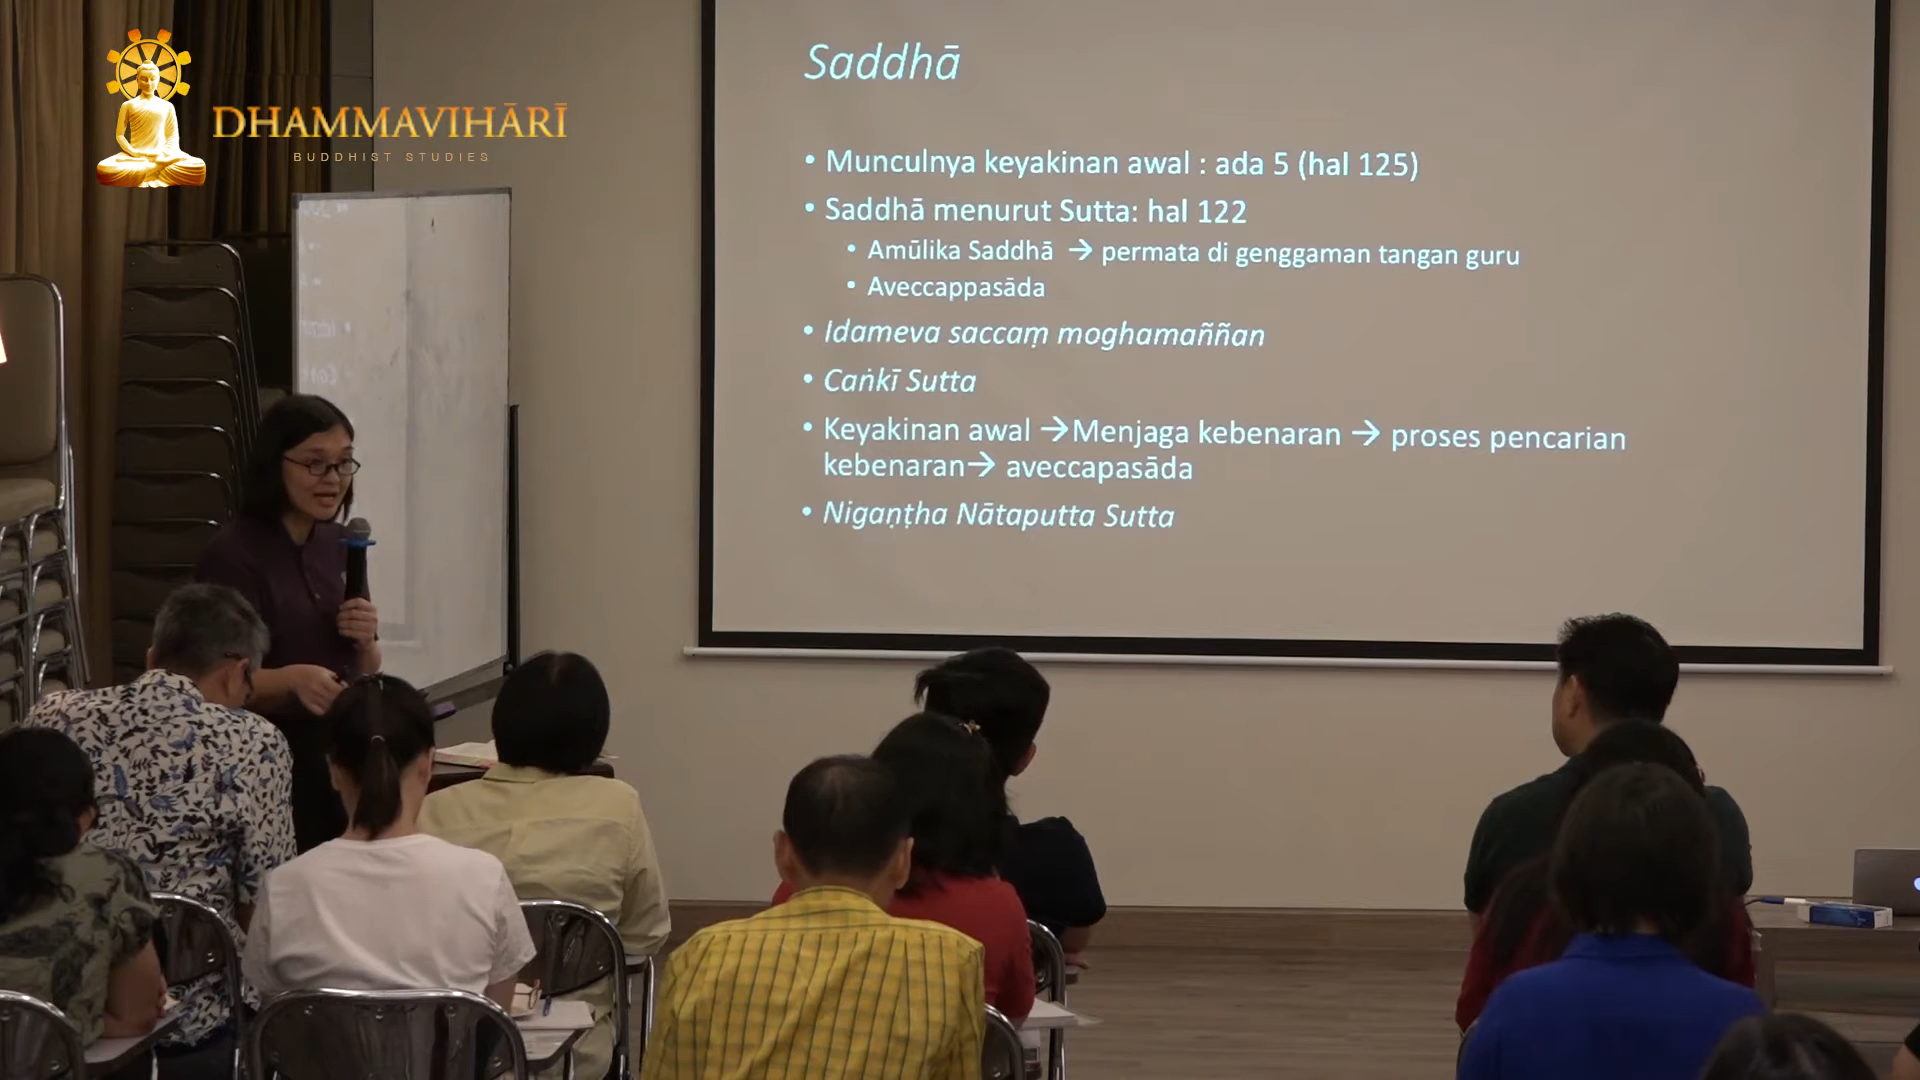 DHAMMAVIHĀRĪ
BUDDHIST STUDIES
Saddhā
• Munculnya keyakinan awal : ada 5 (hal 125)
• Saddhā menurut Sutta: hal 122
• Amūlika Saddhā → permata di genggaman tangan guru
• Aveccappasāda
• Idameva saccaṃ moghamaññan
• Caṅkī Sutta
• Keyakinan awal →Menjaga kebenaran → proses pencarian
kebenaran→ aveccapasāda
• Nigaṇṭha Nātaputta Sutta